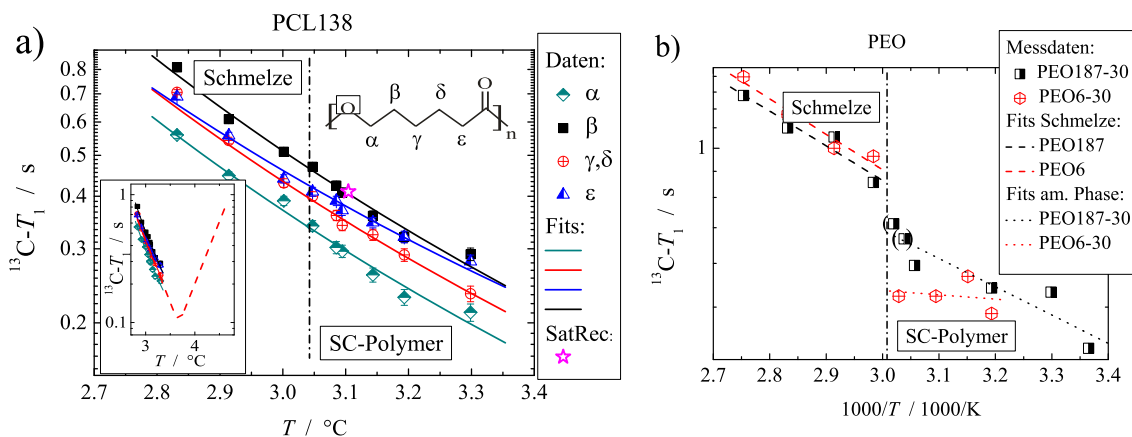 PCL138
a)
Schmelze
SC-Polymer
O
O
n
α
β
γ
δ
ε
¹³C-T₁ / s
0.8
0.7
0.6
0.5
0.4
0.3
0.2
2.7 2.8 2.9 3.0 3.1 3.2 3.3 3.4
T / °C
¹³C-T₁ / s
1
0.1
3 4
T / °C
Daten:
α
β
γ,δ
ε
Fits:
SatRec:
b)
PEO
Schmelze
SC-Polymer
( )
¹³C-T₁ / s
1
2.7 2.8 2.9 3.0 3.1 3.2 3.3 3.4
1000/T / 1000/K
Messdaten:
PEO187-30
PEO6-30
Fits Schmelze:
PEO187
PEO6
Fits am. Phase:
PEO187-30
PEO6-30